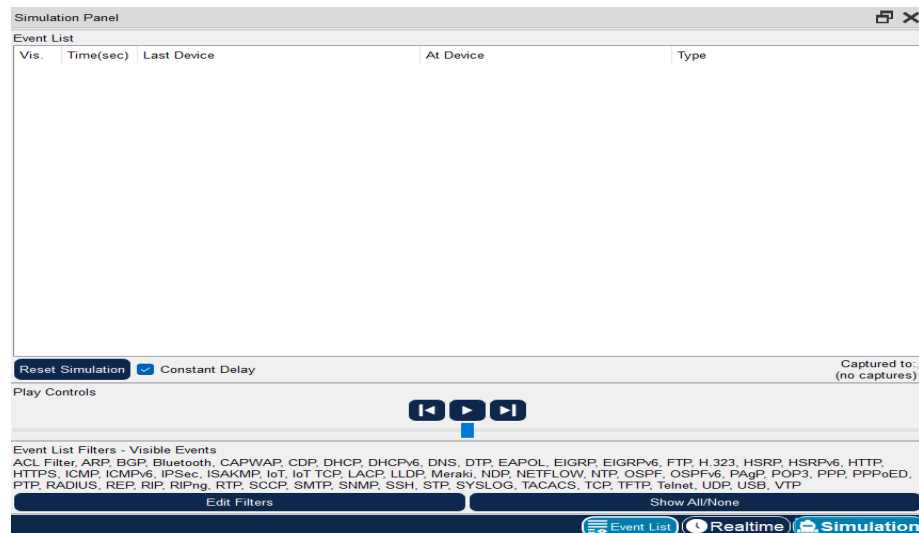 Simulation Panel
Event List
Vis. Time(sec) Last Device At Device Type
Reset Simulation Constant Delay Captured to:
(no captures)
Play Controls
Event List Filters - Visible Events
ACL Filter, ARP, BGP, Bluetooth, CAPWAP, CDP, DHCP, DHCPv6, DNS, DTP, EAPOL, EIGRP, EIGRPv6, FTP, H.323, HSRP, HSRPv6, HTTP,
HTTPS, ICMP, ICMPv6, IPSec, ISAKMP, IoT, IoT TCP, LACP, LLDP, Meraki, NDP, NETFLOW, NTP, OSPF, OSPFv6, PAgP, POP3, PPP, PPPoED,
PTP, RADIUS, REP, RIP, RIPng, RTP, SCCP, SMTP, SNMP, SSH, STP, SYSLOG, TACACS, TCP, TFTP, Telnet, UDP, USB, VTP
Edit Filters Show All/None
Event List Realtime Simulation